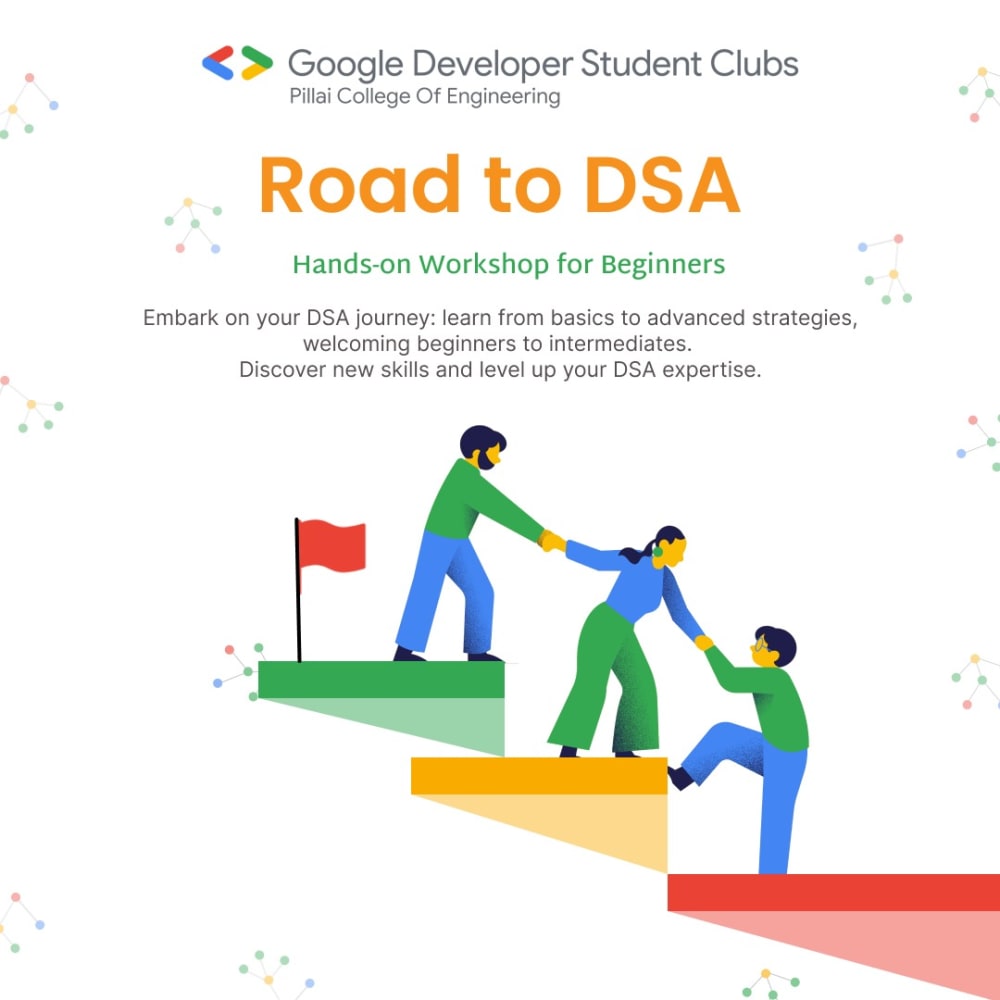 Google Developer Student Clubs
Pillai College Of Engineering
Road to DSA
Hands-on Workshop for Beginners
Embark on your DSA journey: learn from basics to advanced strategies,
welcoming beginners to intermediates.
Discover new skills and level up your DSA expertise.